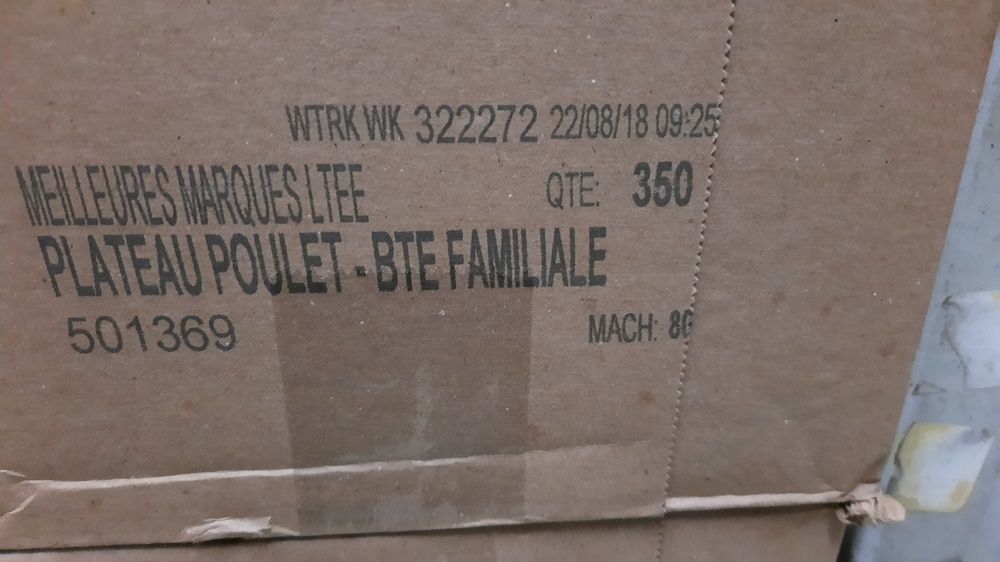 WTRK WK 322272 22/08/18 09:25
MEILLEURES MARQUES LTEE QTE: 350
PLATEAU POULET - BTE FAMILIALE
501369 MACH: 80